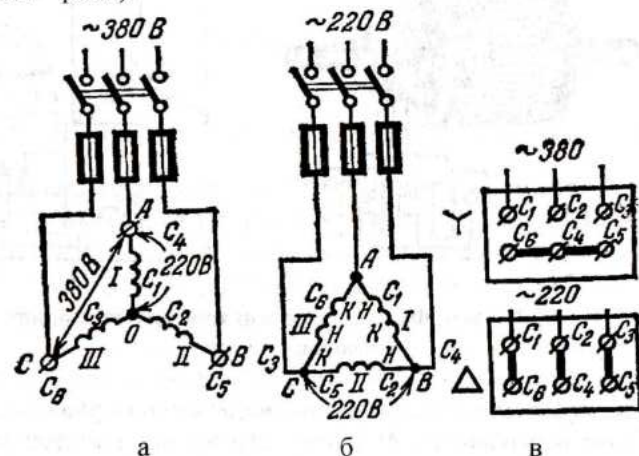 ~380 В
~220 В
A
C₄
I
220В
380 В
C₁
C₃
C₂
O
C
III
II
B
C₆
C₅
A
C₆
К
Н
C₁
III
Н
К
I
C₃
К
Н
C₄
C
C₅
II
C₂
B
220В
~380
C₁
C₂
C₃
C₆
C₄
C₅
~220
C₁
C₂
C₃
C₆
C₄
C₅
а
б
в